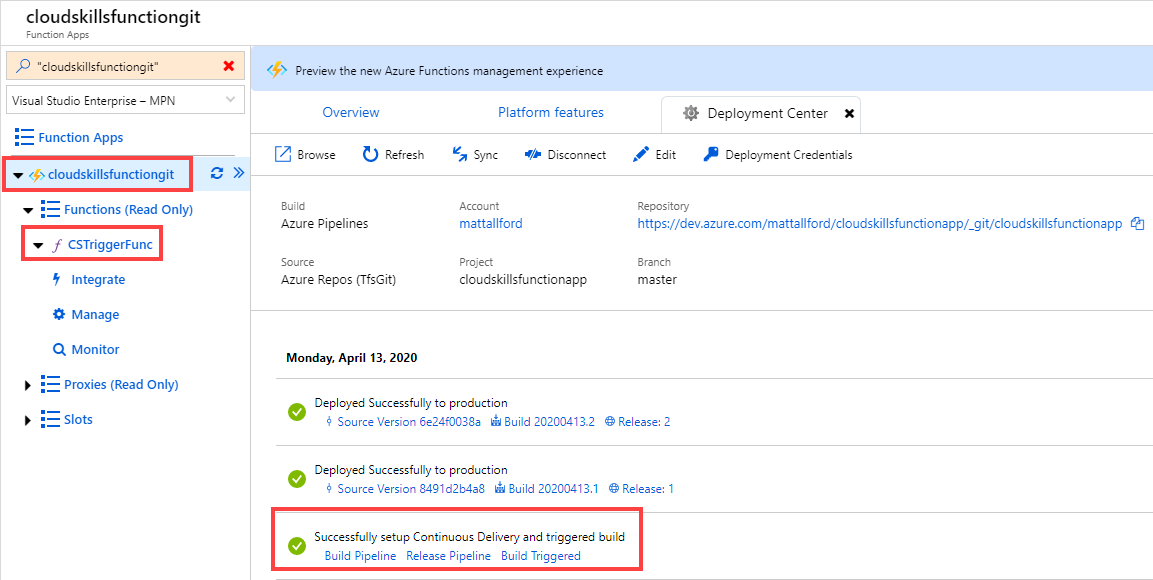 cloudskillsfunctiongit
Function Apps
"cloudskillsfunctiongit"
Visual Studio Enterprise – MPN
Function Apps
cloudskillsfunctiongit
Functions (Read Only)
CSTriggerFunc
Integrate
Manage
Monitor
Proxies (Read Only)
Slots
Preview the new Azure Functions management experience
Overview Platform features Deployment Center
Browse Refresh Sync Disconnect Edit Deployment Credentials
Build Account Repository
Azure Pipelines mattallford https://dev.azure.com/mattallford/cloudskillsfunctionapp/_git/cloudskillsfunctionapp
Source Project Branch
Azure Repos (TfsGit) cloudskillsfunctionapp master
Monday, April 13, 2020
Deployed Successfully to production
Source Version 6e24f0038a Build 20200413.2 Release: 2
Deployed Successfully to production
Source Version 8491d2b4a8 Build 20200413.1 Release: 1
Successfully setup Continuous Delivery and triggered build
Build Pipeline Release Pipeline Build Triggered